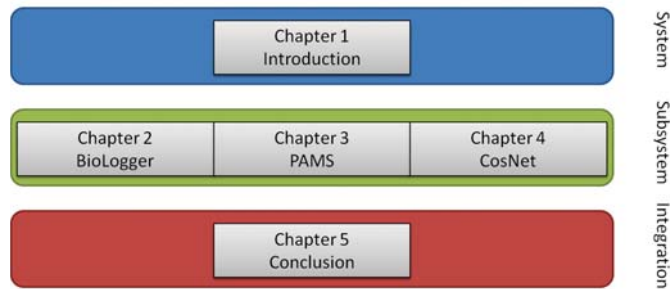 Chapter 1
Introduction
System
Chapter 2
BioLogger
Chapter 3
PAMS
Chapter 4
CosNet
Subsystem
Chapter 5
Conclusion
Integration